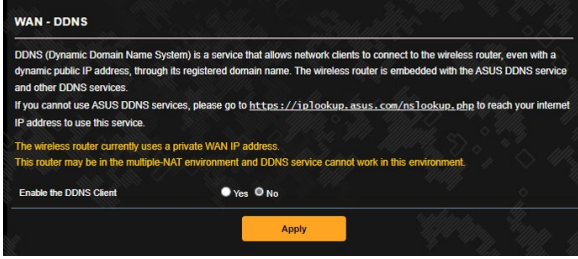 WAN - DDNS
DDNS (Dynamic Domain Name System) is a service that allows network clients to connect to the wireless router, even with a
dynamic public IP address, through its registered domain name. The wireless router is embedded with the ASUS DDNS service
and other DDNS services.
If you cannot use ASUS DDNS services, please go to https://iplookup.asus.com/nslookup.php to reach your internet
IP address to use this service.
The wireless router currently uses a private WAN IP address.
This router may be in the multiple-NAT environment and DDNS service cannot work in this environment.
Enable the DDNS Client Yes No
Apply